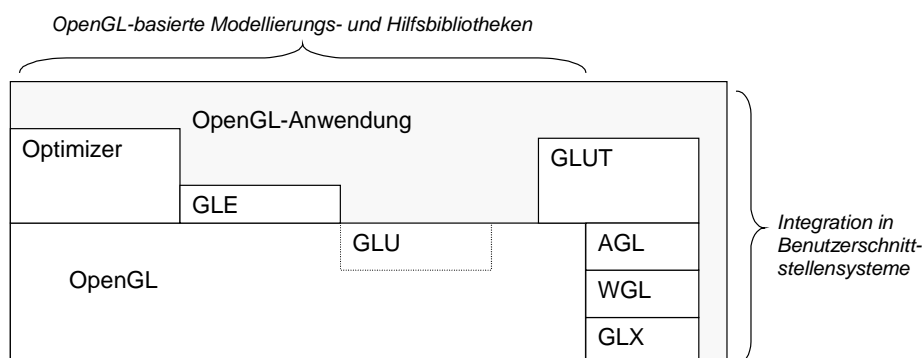 OpenGL-basierte Modellierungs- und Hilfsbibliotheken
OpenGL-Anwendung
Optimizer
GLUT
GLE
GLU
AGL
OpenGL
WGL
GLX
Integration in
Benutzerschnitt-
stellensysteme